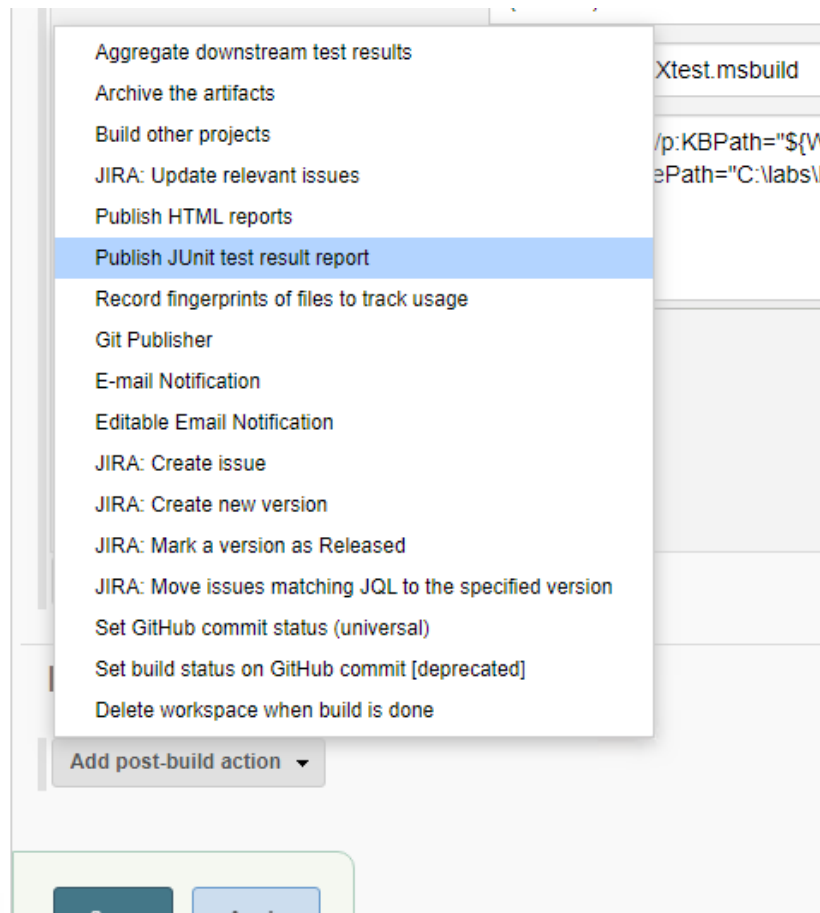 Aggregate downstream test results
Archive the artifacts
Build other projects
JIRA: Update relevant issues
Publish HTML reports
Publish JUnit test result report
Record fingerprints of files to track usage
Git Publisher
E-mail Notification
Editable Email Notification
JIRA: Create issue
JIRA: Create new version
JIRA: Mark a version as Released
JIRA: Move issues matching JQL to the specified version
Set GitHub commit status (universal)
Set build status on GitHub commit [deprecated]
Delete workspace when build is done
Xtest.msbuild
/p:KBPath="${
ePath="C:\labs\
Add post-build action